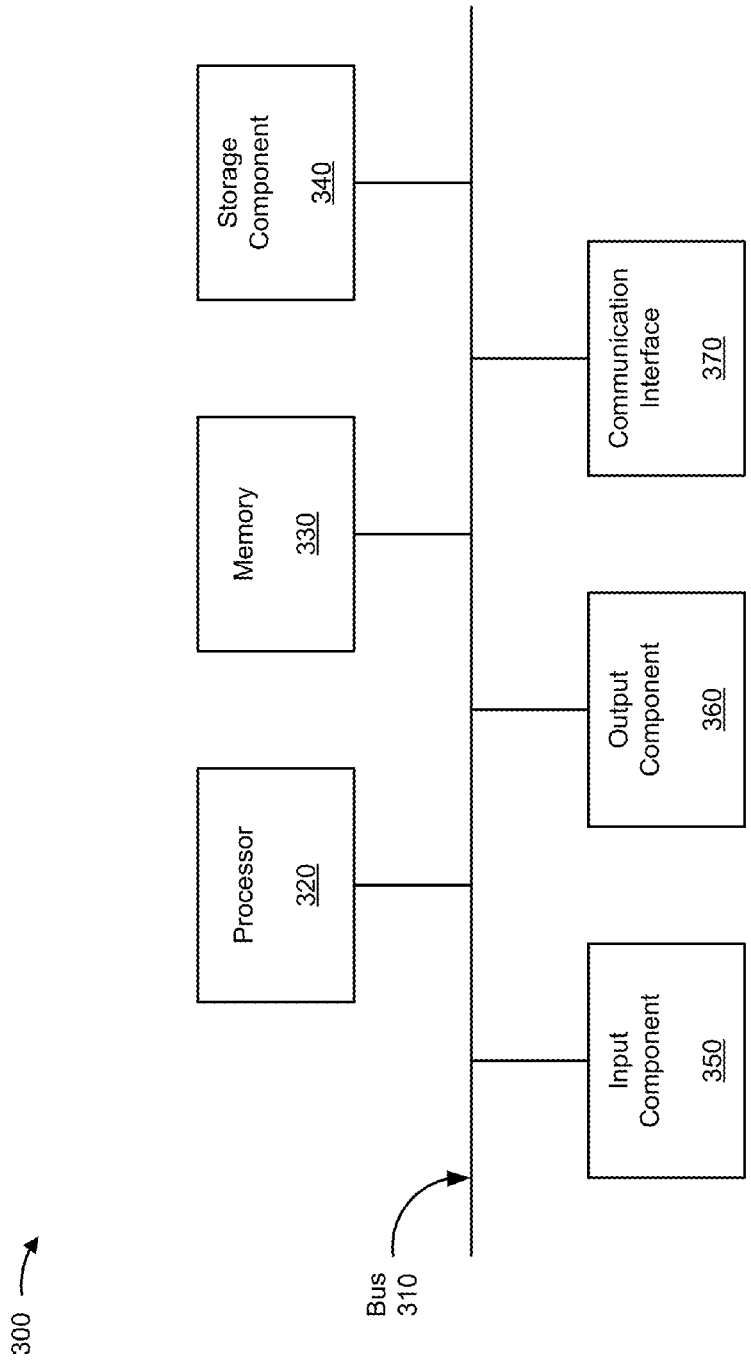 300
Bus
310
Processor
320
Memory
330
Storage
Component
340
Input
Component
350
Output
Component
360
Communication
Interface
370